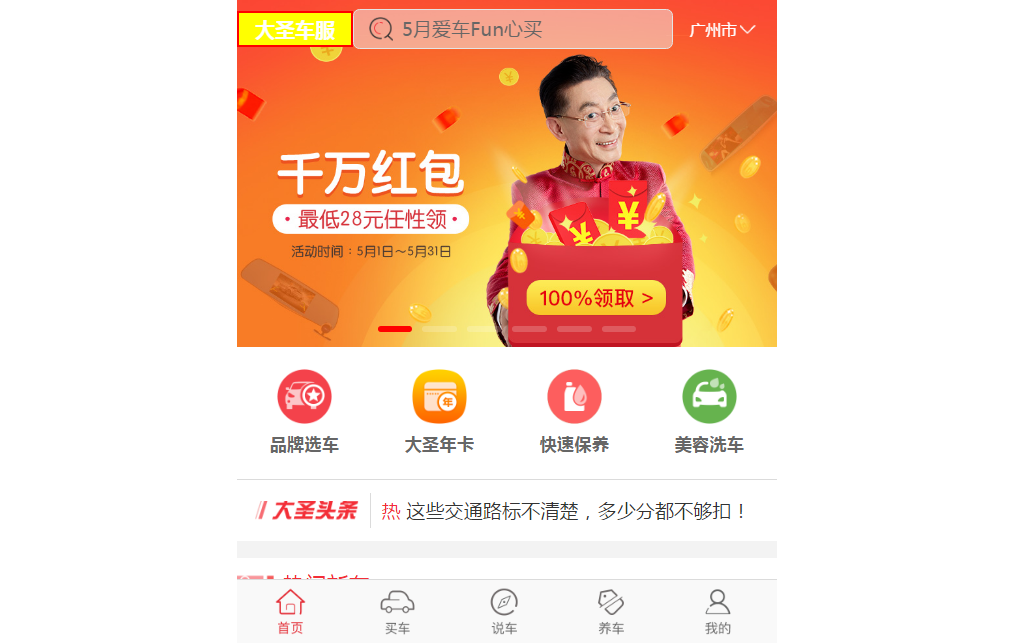 大圣车服
5月爱车Fun心买
广州市
千万红包
·最低28元任性领·
活动时间：5月1日～5月31日
¥
¥
100%领取 >
品牌选车
年
大圣年卡
快速保养
美容洗车
大圣头条
热 这些交通路标不清楚，多少分都不够扣！
首页
买车
说车
养车
我的